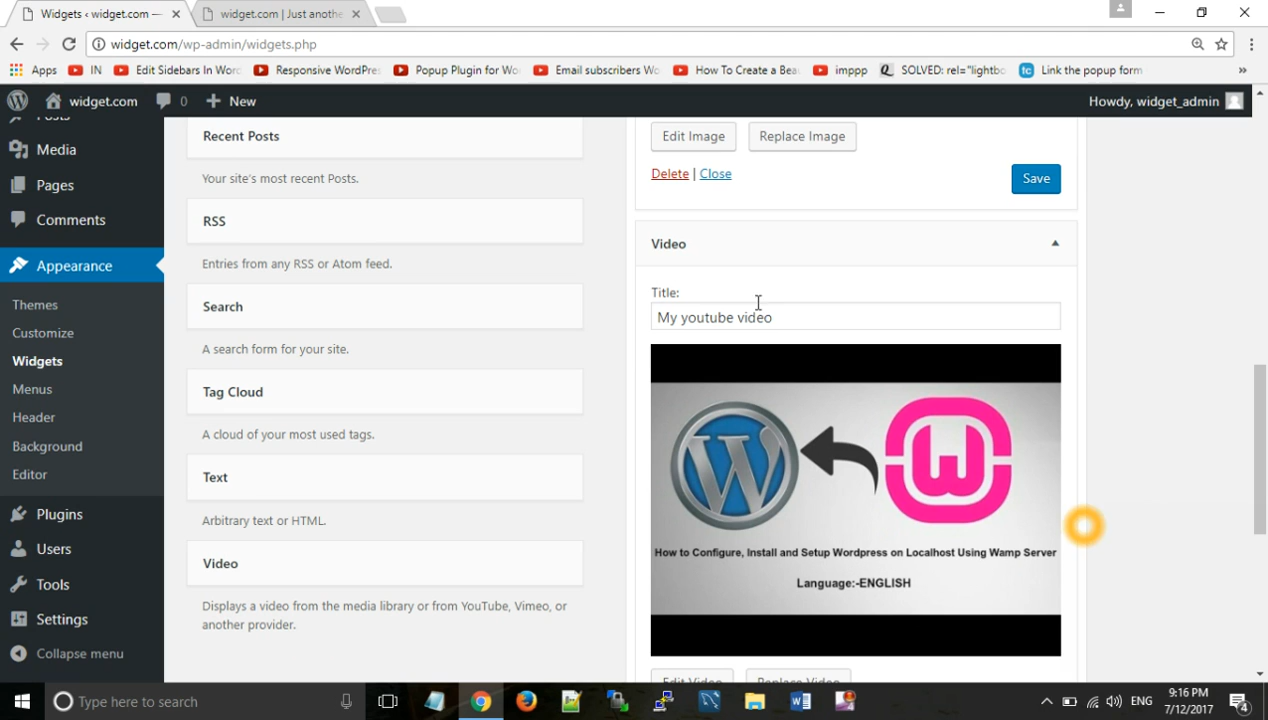 Widgets ‹ widget.com —
widget.com | Just anothe
widget.com/wp-admin/widgets.php
Apps
IN
Edit Sidebars In Wor
Responsive WordPre
Popup Plugin for Wo
Email subscribers Wo
How To Create a Bea
imppp
SOLVED: rel="lightbo
Link the popup form
»
widget.com
0
New
Howdy, widget_admin
Media
Pages
Comments
Appearance
Themes
Customize
Widgets
Menus
Header
Background
Editor
Plugins
Users
Tools
Settings
Collapse menu
Recent Posts
Your site's most recent Posts.
RSS
Entries from any RSS or Atom feed.
Search
A search form for your site.
Tag Cloud
A cloud of your most used tags.
Text
Arbitrary text or HTML.
Video
Displays a video from the media library or from YouTube, Vimeo, or
another provider.
Edit Image
Replace Image
Delete | Close
Save
Video
Title:
My youtube video
How to Configure, Install and Setup Wordpress on Localhost Using Wamp Server
Language:-ENGLISH
Edit Video
Replace Video
Type here to search
ENG
9:16 PM
7/12/2017
4